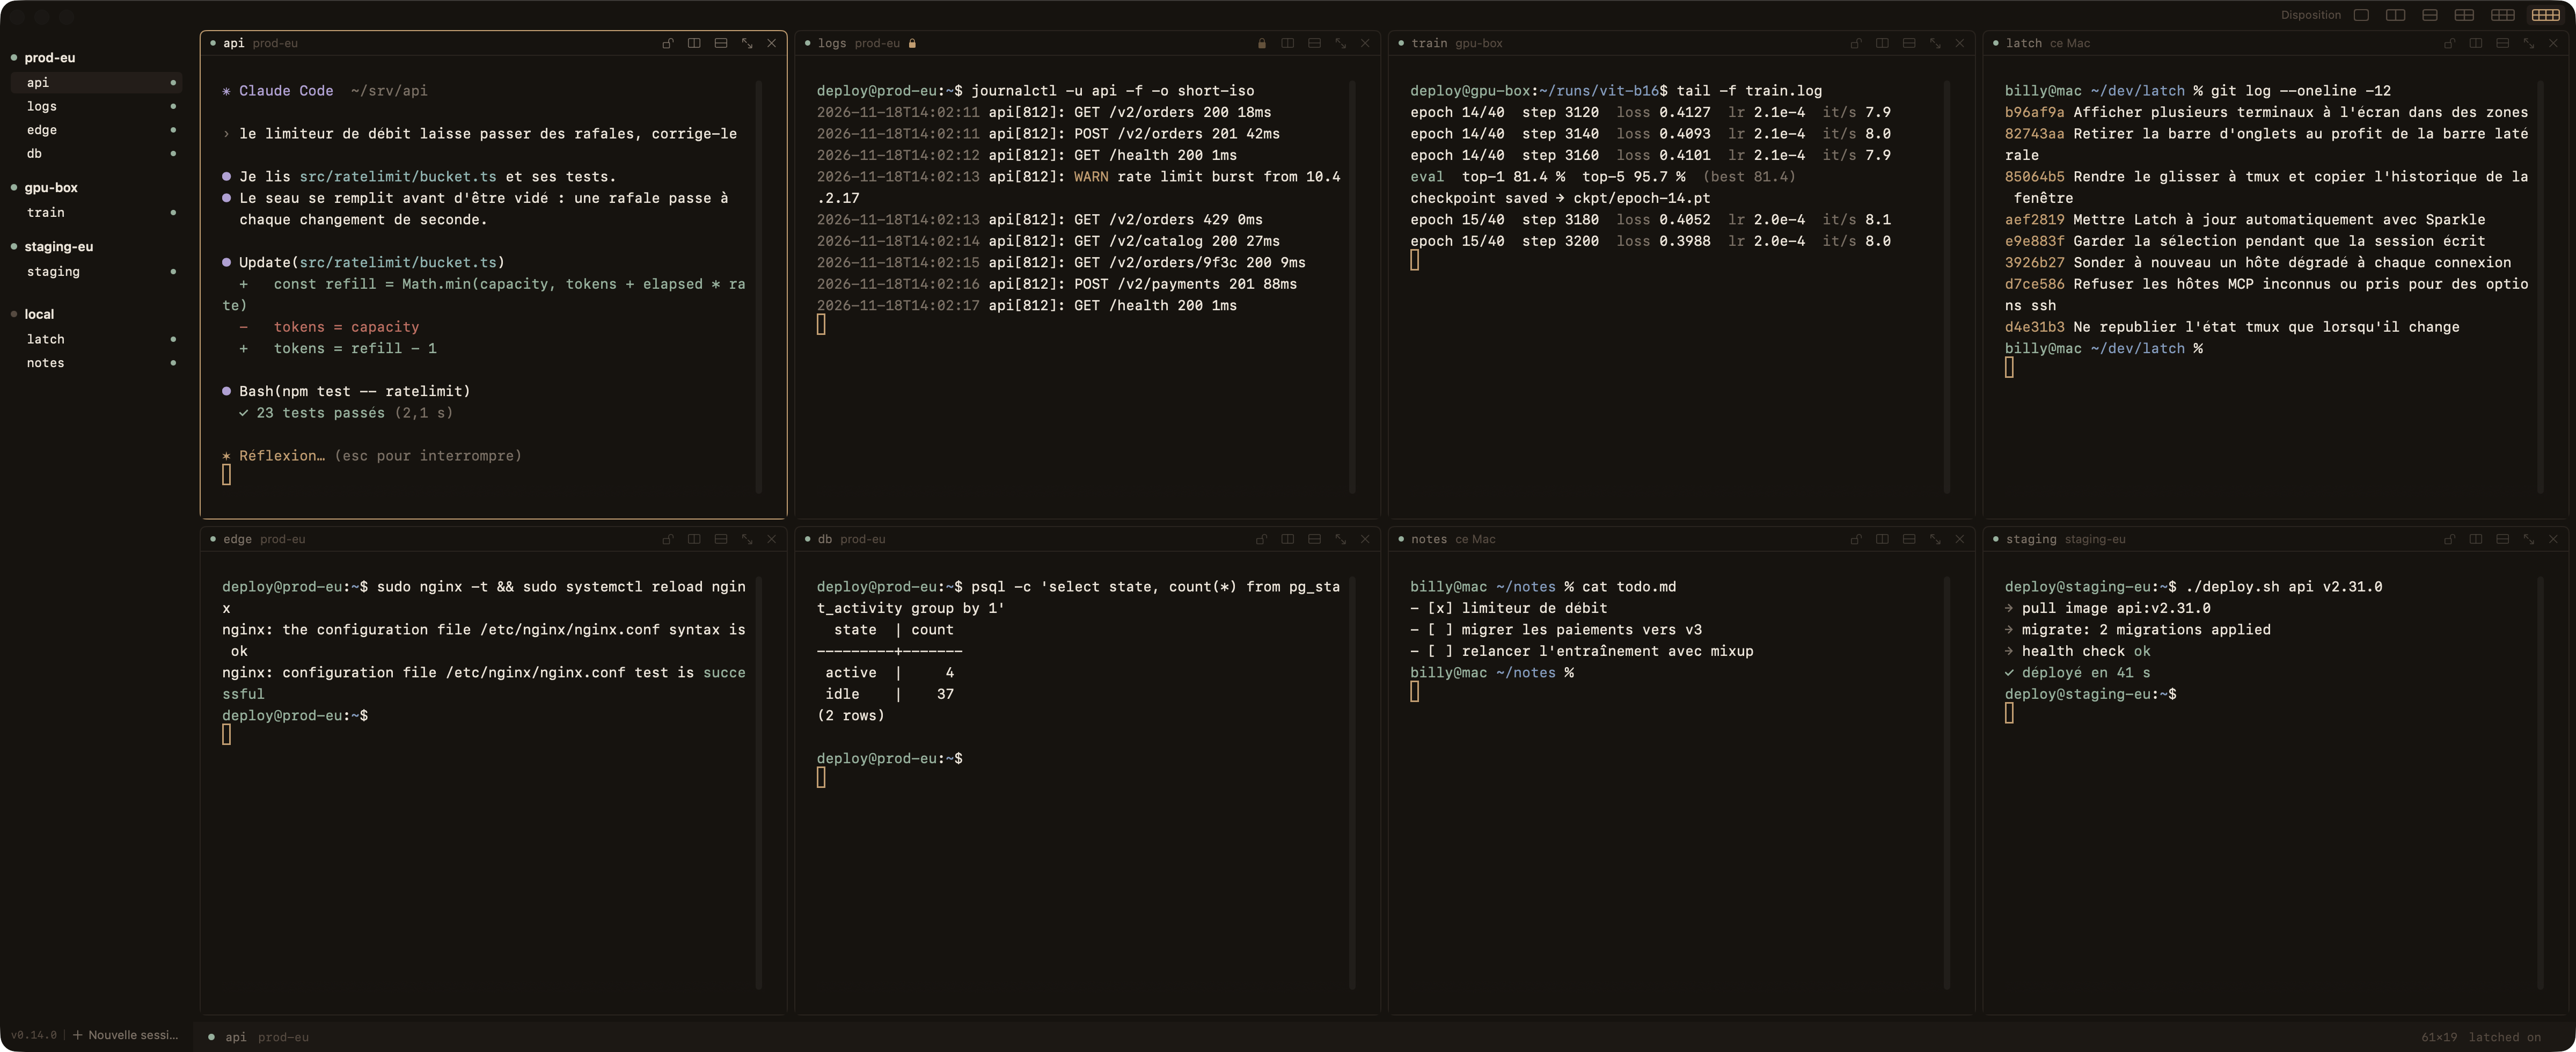 Disposition
prod-eu
api
logs
edge
db
gpu-box
train
staging-eu
staging
local
latch
notes
v0.14.0 | + Nouvelle sessi…
api prod-eu
✳ Claude Code ~/srv/api
› le limiteur de débit laisse passer des rafales, corrige-le
● Je lis src/ratelimit/bucket.ts et ses tests.
● Le seau se remplit avant d'être vidé : une rafale passe à
chaque changement de seconde.
● Update(src/ratelimit/bucket.ts)
+ const refill = Math.min(capacity, tokens + elapsed * ra
te)
- tokens = capacity
+ tokens = refill - 1
● Bash(npm test -- ratelimit)
✓ 23 tests passés (2,1 s)
✶ Réflexion… (esc pour interrompre)
logs prod-eu
deploy@prod-eu:~$ journalctl -u api -f -o short-iso
2026-11-18T14:02:11 api[812]: GET /v2/orders 200 18ms
2026-11-18T14:02:11 api[812]: POST /v2/orders 201 42ms
2026-11-18T14:02:12 api[812]: GET /health 200 1ms
2026-11-18T14:02:13 api[812]: WARN rate limit burst from 10.4
.2.17
2026-11-18T14:02:13 api[812]: GET /v2/orders 429 0ms
2026-11-18T14:02:14 api[812]: GET /v2/catalog 200 27ms
2026-11-18T14:02:15 api[812]: GET /v2/orders/9f3c 200 9ms
2026-11-18T14:02:16 api[812]: POST /v2/payments 201 88ms
2026-11-18T14:02:17 api[812]: GET /health 200 1ms
train gpu-box
deploy@gpu-box:~/runs/vit-b16$ tail -f train.log
epoch 14/40 step 3120 loss 0.4127 lr 2.1e-4 it/s 7.9
epoch 14/40 step 3140 loss 0.4093 lr 2.1e-4 it/s 8.0
epoch 14/40 step 3160 loss 0.4101 lr 2.1e-4 it/s 7.9
eval top-1 81.4 % top-5 95.7 % (best 81.4)
checkpoint saved → ckpt/epoch-14.pt
epoch 15/40 step 3180 loss 0.4052 lr 2.0e-4 it/s 8.1
epoch 15/40 step 3200 loss 0.3988 lr 2.0e-4 it/s 8.0
latch ce Mac
billy@mac ~/dev/latch % git log --oneline -12
b96af9a Afficher plusieurs terminaux à l'écran dans des zones
82743aa Retirer la barre d'onglets au profit de la barre laté
rale
85064b5 Rendre le glisser à tmux et copier l'historique de la
fenêtre
aef2819 Mettre Latch à jour automatiquement avec Sparkle
e9e883f Garder la sélection pendant que la session écrit
3926b27 Sonder à nouveau un hôte dégradé à chaque connexion
d7ce586 Refuser les hôtes MCP inconnus ou pris pour des optio
ns ssh
d4e31b3 Ne republier l'état tmux que lorsqu'il change
billy@mac ~/dev/latch %
edge prod-eu
deploy@prod-eu:~$ sudo nginx -t && sudo systemctl reload ngin
x
nginx: the configuration file /etc/nginx/nginx.conf syntax is
ok
nginx: configuration file /etc/nginx/nginx.conf test is succe
ssful
deploy@prod-eu:~$
db prod-eu
deploy@prod-eu:~$ psql -c 'select state, count(*) from pg_sta
t_activity group by 1'
state | count
---------+-------
active | 4
idle | 37
(2 rows)
deploy@prod-eu:~$
notes ce Mac
billy@mac ~/notes % cat todo.md
- [x] limiteur de débit
- [ ] migrer les paiements vers v3
- [ ] relancer l'entraînement avec mixup
billy@mac ~/notes %
staging staging-eu
deploy@staging-eu:~$ ./deploy.sh api v2.31.0
→ pull image api:v2.31.0
→ migrate: 2 migrations applied
→ health check ok
✓ déployé en 41 s
deploy@staging-eu:~$
api prod-eu
61×19 latched on